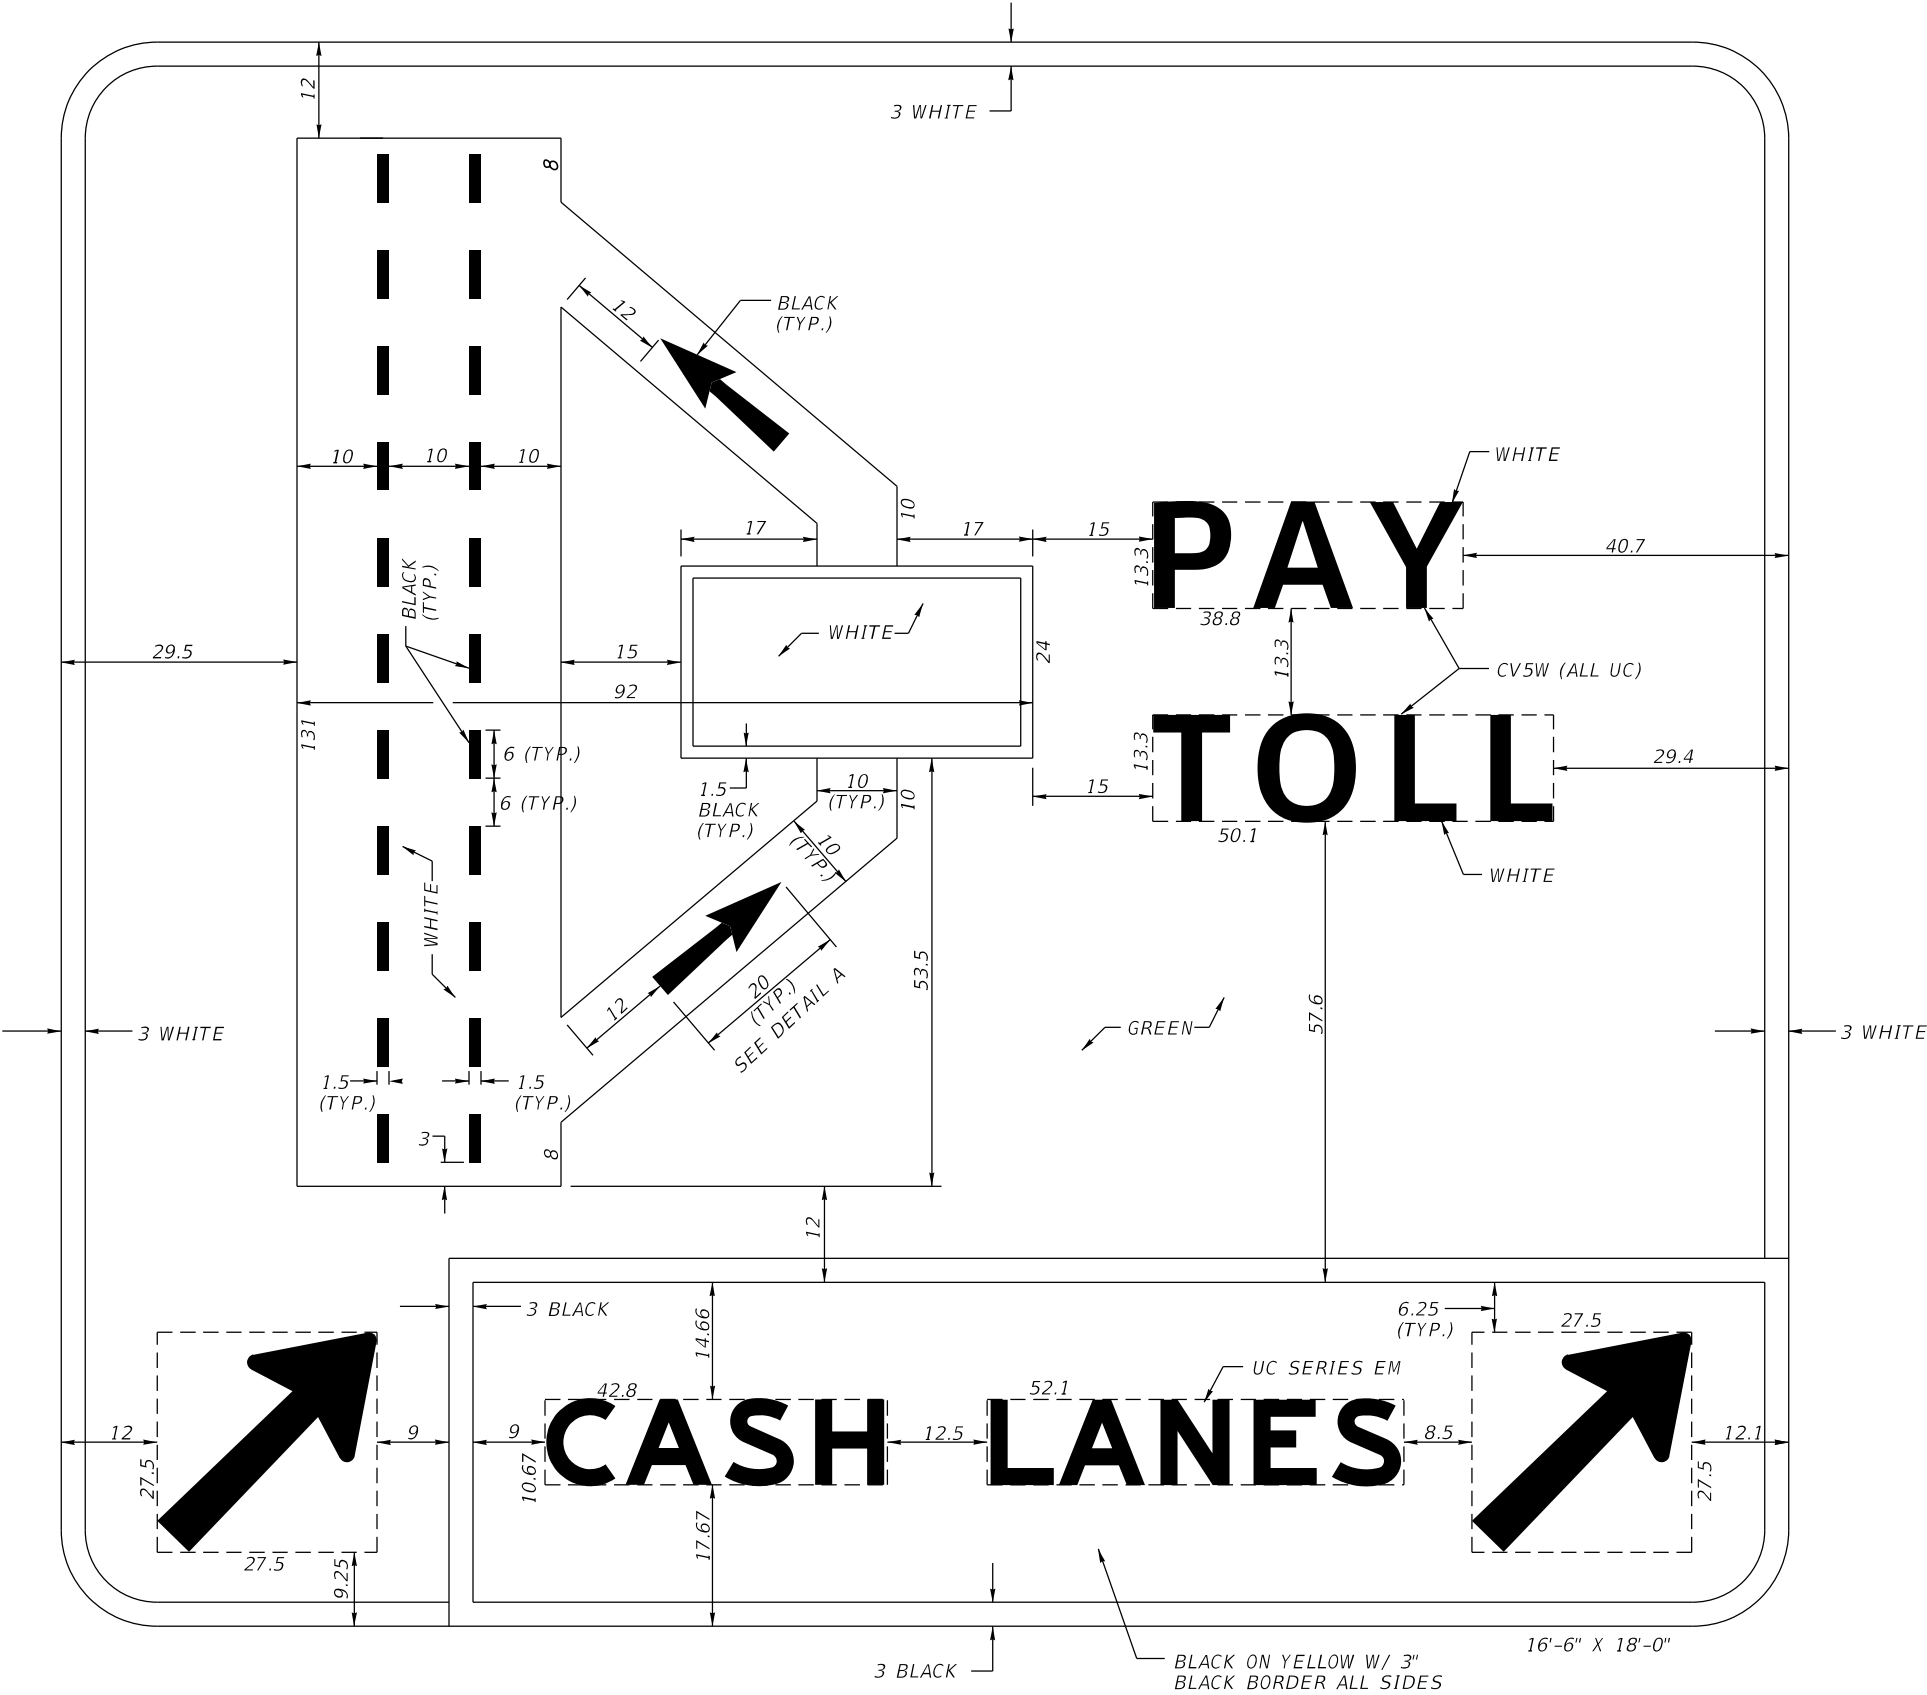 12
3 WHITE
8
12
BLACK
(TYP.)
10
10
10
10
WHITE
17
17
15
PAY
13.3
40.7
38.8
BLACK
(TYP.)
WHITE
24
29.5
15
13.3
CV5W (ALL UC)
92
131
TOLL
13.3
29.4
6 (TYP.)
6 (TYP.)
1.5
BLACK
(TYP.)
10
(TYP.)
10
15
50.1
10
(TYP.)
WHITE
WHITE
53.5
57.6
12
20
(TYP.)
SEE DETAIL A
GREEN
3 WHITE
3 WHITE
1.5
(TYP.)
1.5
(TYP.)
3
8
12
3 BLACK
14.66
6.25
(TYP.)
27.5
UC SERIES EM
42.8
52.1
CASH LANES
12
9
9
12.5
8.5
12.1
27.5
10.67
27.5
17.67
27.5
9.25
16'-6" X 18'-0"
3 BLACK
BLACK ON YELLOW W/ 3"
BLACK BORDER ALL SIDES